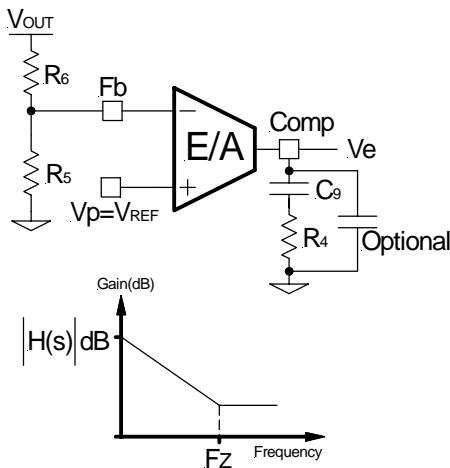 VOUT
R6
Fb
E/A
Comp
Ve
R5
C9
Vp=VREF
R4
Optional
Gain(dB)
|H(s)| dB
FZ
Frequency